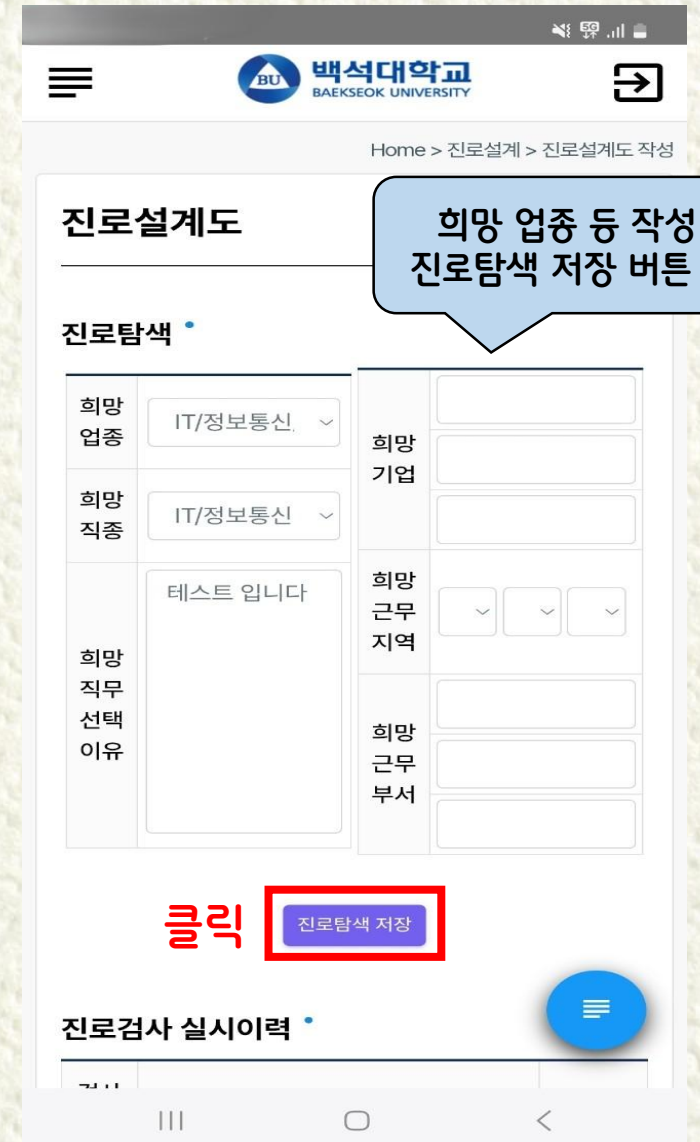 5G
BU 백석대학교
BAEKSEOK UNIVERSITY
Home > 진로설계 > 진로설계도 작성
진로설계도
희망 업종 등 작성
진로탐색 저장 버튼
진로탐색
희망
업종
IT/정보통신
희망
직종
IT/정보통신
희망
직무
선택
이유
테스트 입니다
희망
기업
희망
근무
지역
희망
근무
부서
클릭
진로탐색 저장
진로검사 실시이력